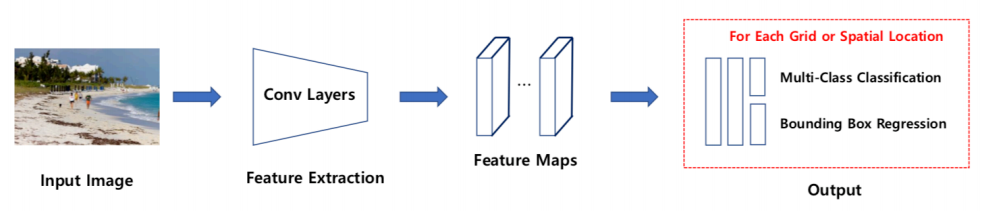 For Each Grid or Spatial Location
Conv Layers
...
Multi-Class Classification
Bounding Box Regression
Input Image
Feature Extraction
Feature Maps
Output